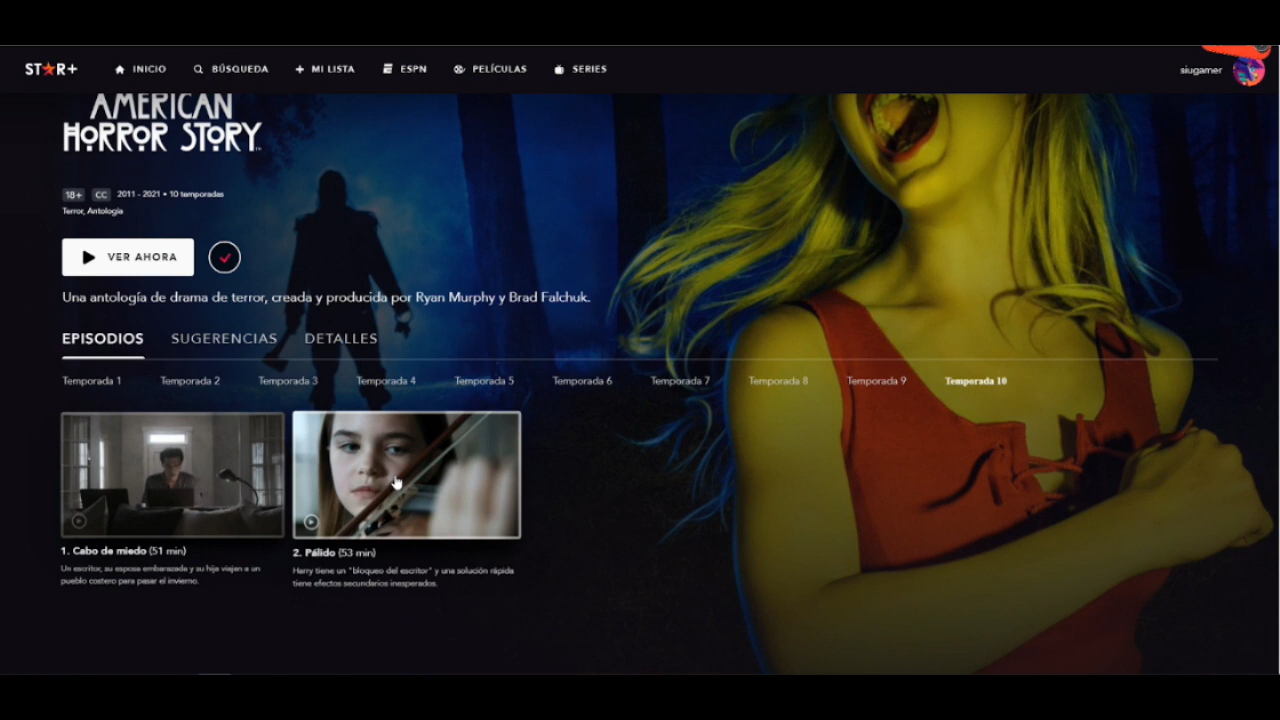 ST★R+
INICIO
BÚSQUEDA
MI LISTA
ESPN
PELÍCULAS
SERIES
siugamer
AMERICAN
HORROR STORY
18+ CC 2011 - 2021 • 10 temporadas
Terror, Antología
VER AHORA
Una antología de drama de terror, creada y producida por Ryan Murphy y Brad Falchuk.
EPISODIOS
SUGERENCIAS
DETALLES
Temporada 1
Temporada 2
Temporada 3
Temporada 4
Temporada 5
Temporada 6
Temporada 7
Temporada 8
Temporada 9
Temporada 10
1. Cabo de miedo (51 min)
Un escritor, su esposa embarazada y su hija viajan a un
pueblo costero para pasar el invierno.
2. Pálido (53 min)
Harry tiene un "bloqueo del escritor" y una solución rápida
tiene efectos secundarios inesperados.